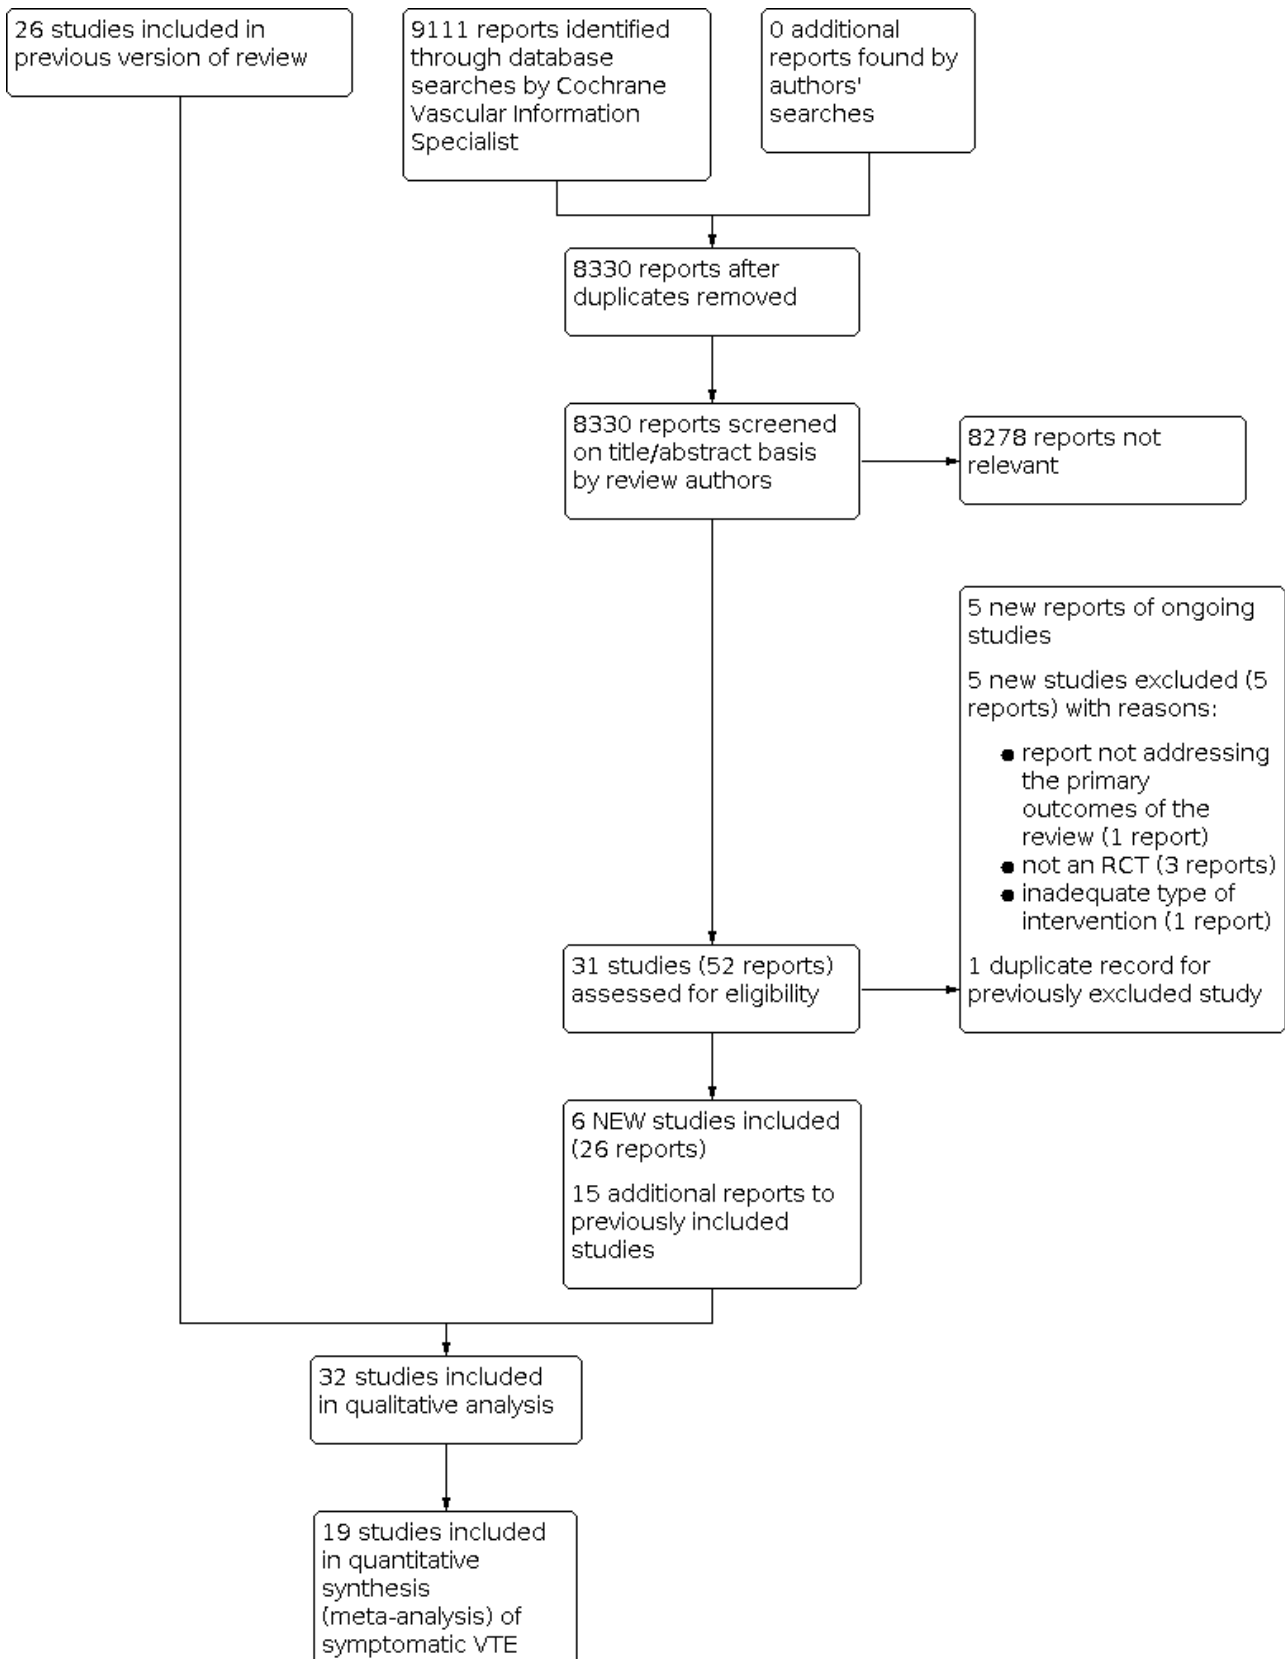 26 studies included in
previous version of review
9111 reports identified
through database
searches by Cochrane
Vascular Information
Specialist
0 additional
reports found by
authors'
searches
8330 reports after
duplicates removed
8330 reports screened
on title/abstract basis
by review authors
8278 reports not
relevant
5 new reports of ongoing
studies
5 new studies excluded (5
reports) with reasons:
● report not addressing
the primary
outcomes of the
review (1 report)
● not an RCT (3 reports)
● inadequate type of
intervention (1 report)
1 duplicate record for
previously excluded study
31 studies (52 reports)
assessed for eligibility
6 NEW studies included
(26 reports)
15 additional reports to
previously included
studies
32 studies included
in qualitative analysis
19 studies included
in quantitative
synthesis
(meta-analysis) of
symptomatic VTE